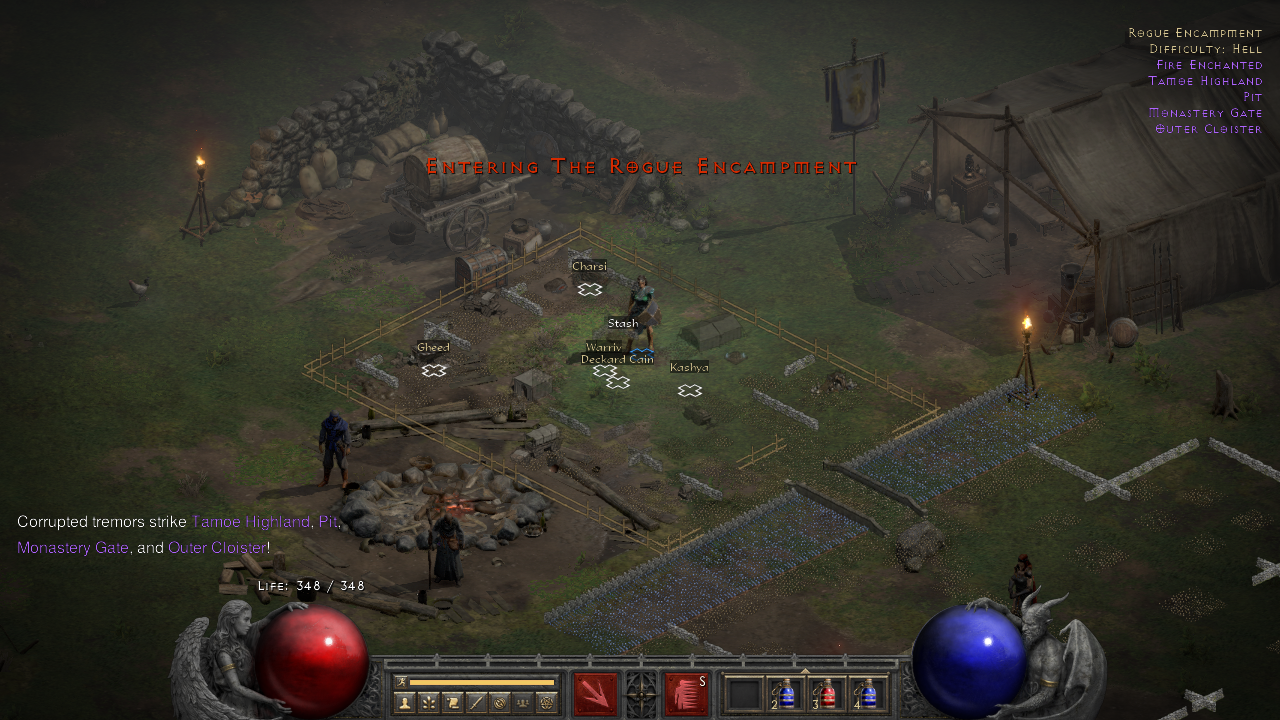 Rogue Encampment
Difficulty: Hell
Fire Enchanted
Tamoe Highland
Pit
Monastery Gate
Outer Cloister
Entering The Rogue Encampment
Charsi
Stash
Gheed
Warriv
Deckard Cain
Kashya
Corrupted tremors strike Tamoe Highland, Pit,
Monastery Gate, and Outer Cloister!
Life: 348 / 348
S
2 3 4